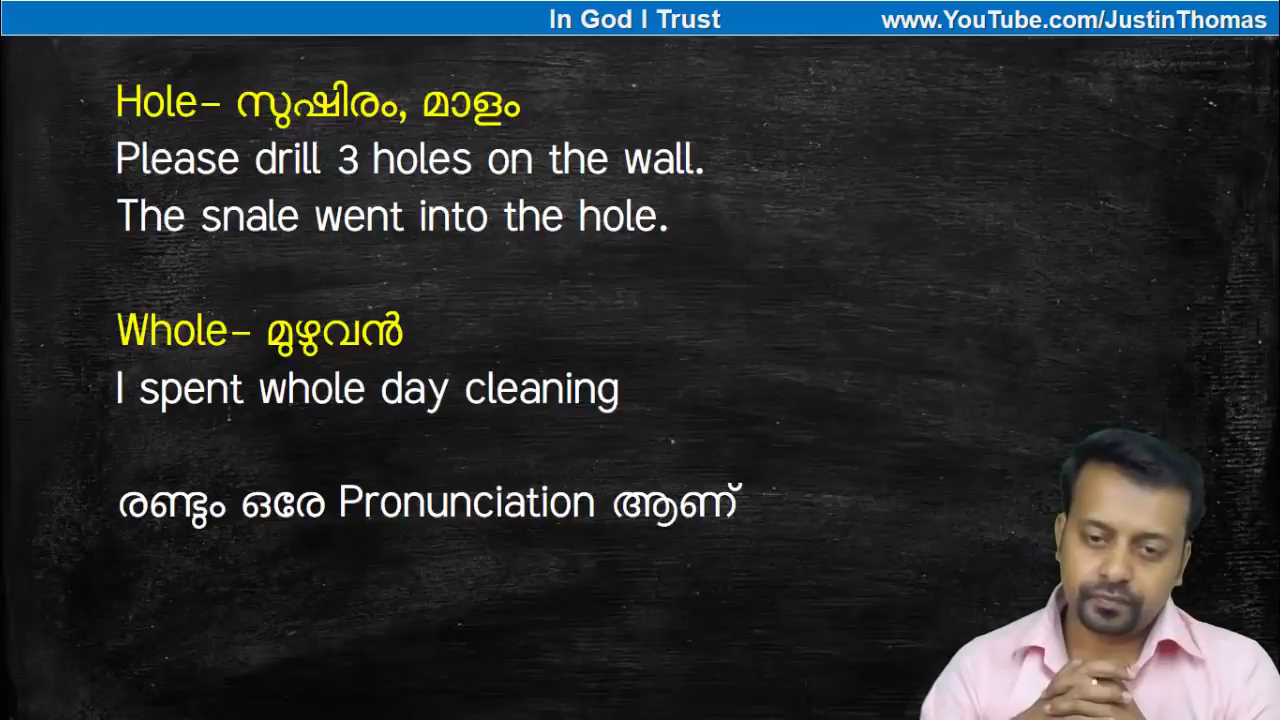 In God I Trust
www.YouTube.com/JustinThomas
Hole- സുഷിരം, മാളം
Please drill 3 holes on the wall.
The snale went into the hole.
Whole- മുഴുവൻ
I spent whole day cleaning
രണ്ടും ഒരേ Pronunciation ആണ്